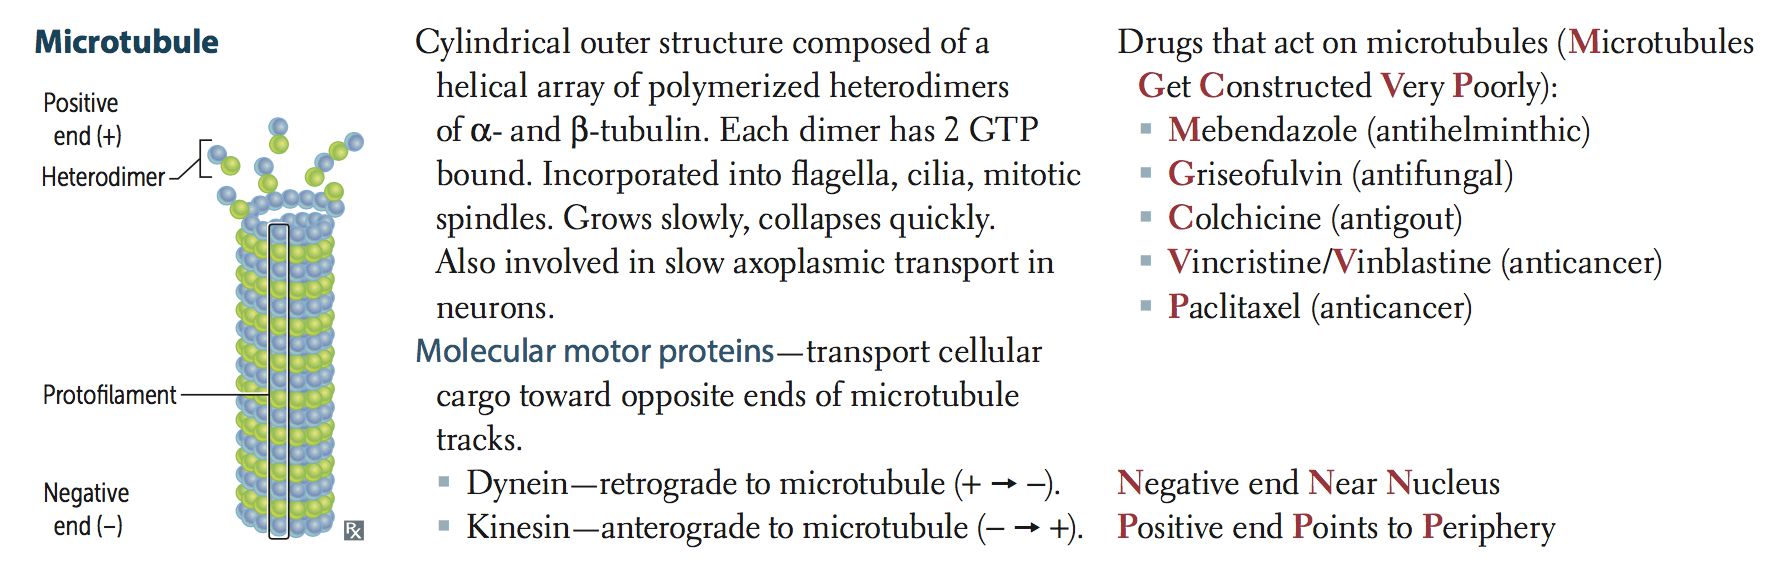 Microtubule
Positive
end (+)
Heterodimer
Protofilament
Negative
end (–)
Rx
Cylindrical outer structure composed of a
helical array of polymerized heterodimers
of α- and β-tubulin. Each dimer has 2 GTP
bound. Incorporated into flagella, cilia, mitotic
spindles. Grows slowly, collapses quickly.
Also involved in slow axoplasmic transport in
neurons.
Molecular motor proteins—transport cellular
cargo toward opposite ends of microtubule
tracks.
▪ Dynein—retrograde to microtubule (+ → –).
▪ Kinesin—anterograde to microtubule (– → +).
Drugs that act on microtubules (Microtubules
Get Constructed Very Poorly):
▪ Mebendazole (antihelminthic)
▪ Griseofulvin (antifungal)
▪ Colchicine (antigout)
▪ Vincristine/Vinblastine (anticancer)
▪ Paclitaxel (anticancer)
Negative end Near Nucleus
Positive end Points to Periphery